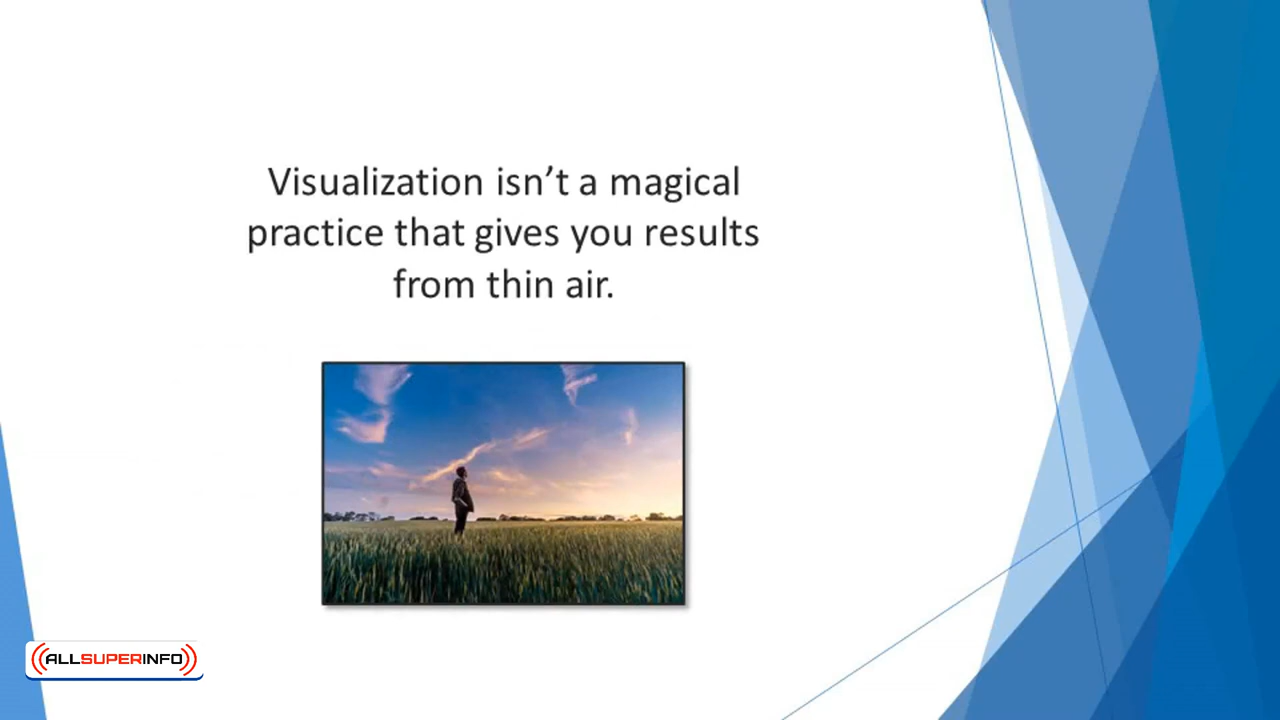 Visualization isn’t a magical
practice that gives you results
from thin air.
ALLSUPERINFO